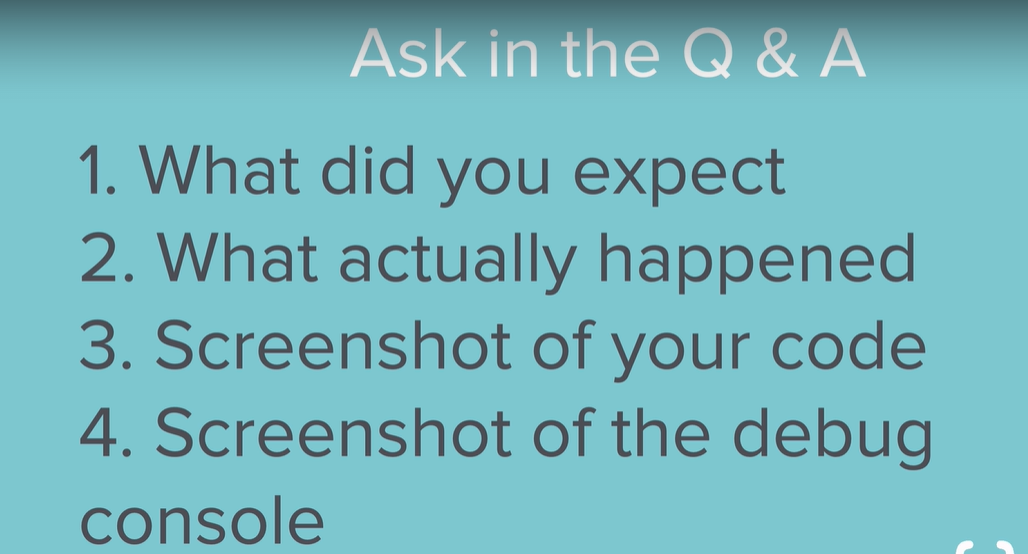 Ask in the Q & A
1. What did you expect
2. What actually happened
3. Screenshot of your code
4. Screenshot of the debug
console